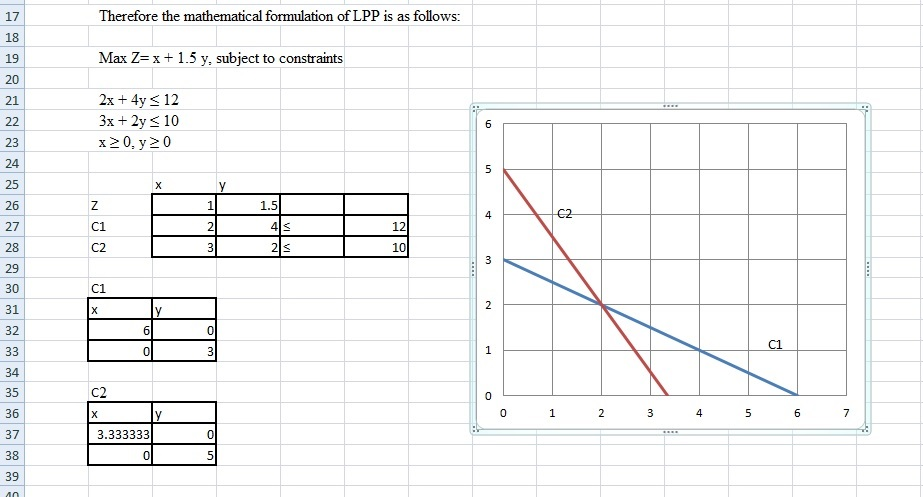 17 Therefore the mathematical formulation of LPP is as follows:
18
19 Max Z= x + 1.5 y, subject to constraints
20
21 2x + 4y ≤ 12
22 3x + 2y ≤ 10
23 x ≥ 0, y ≥ 0
24
25 x y
26 Z 1 1.5
27 C1 2 4 ≤ 12
28 C2 3 2 ≤ 10
29
30 C1
31 x y
32 6 0
33 0 3
34
35 C2
36 x y
37 3.333333 0
38 0 5
39
40
6
5
4
3
2
1
0
C2
C1
0 1 2 3 4 5 6 7